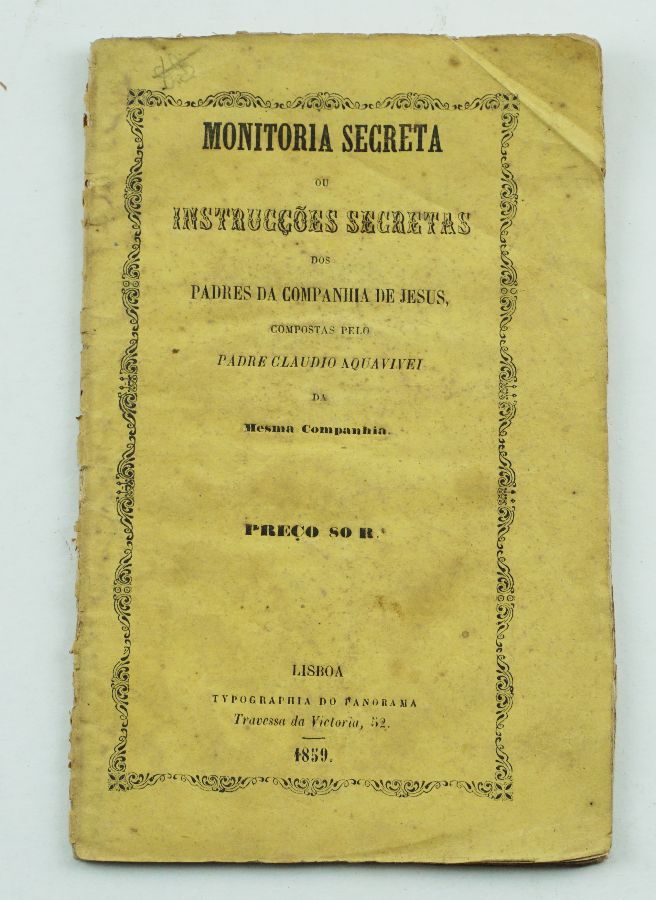 MONITORIA SECRETA
OU
INSTRUCÇÕES SECRETAS
DOS
PADRES DA COMPANHIA DE JESUS,
COMPOSTAS PELO
PADRE CLAUDIO AQUAVIVEI
DA
Mesma Companhia.
PREÇO 80 R.ˢ
LISBOA
TYPOGRAPHIA DO PANORAMA
Travessa da Victoria, 52.
1859.